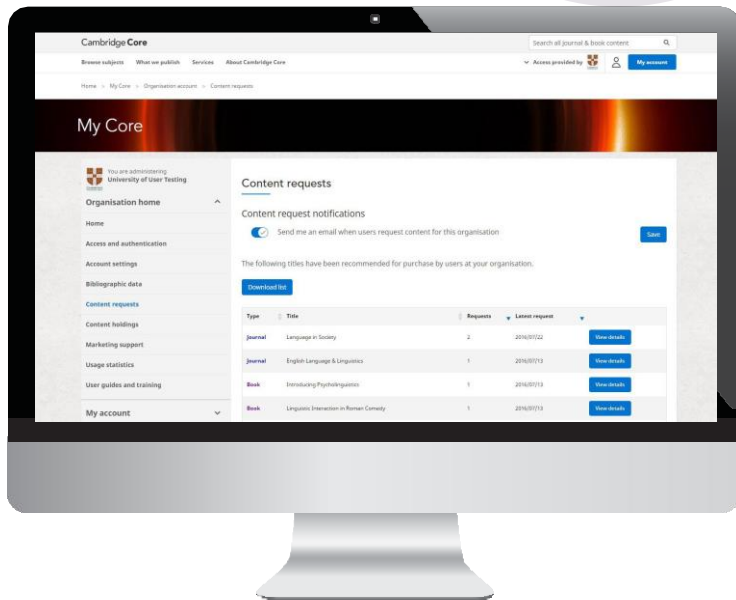 Cambridge Core
Search all journal & book content
Browse subjects What we publish Services About Cambridge Core
Access provided by
My account
Home > My Core > Organisation account > Content requests
My Core
You are administering
University of User Testing
Organisation home
Home
Access and authentication
Account settings
Bibliographic data
Content requests
Content holdings
Marketing support
Usage statistics
User guides and training
My account
Content requests
Content request notifications
Send me an email when users request content for this organisation
Save
The following titles have been recommended for purchase by users at your organisation.
Download list
Type Title Requests Latest request
Journal Language in Society 2 2016/07/22 View details
Journal English Language & Linguistics 1 2016/07/13 View details
Book Introducing Psycholinguistics 1 2016/07/13 View details
Book Linguistic Interaction in Roman Comedy 1 2016/07/13 View details